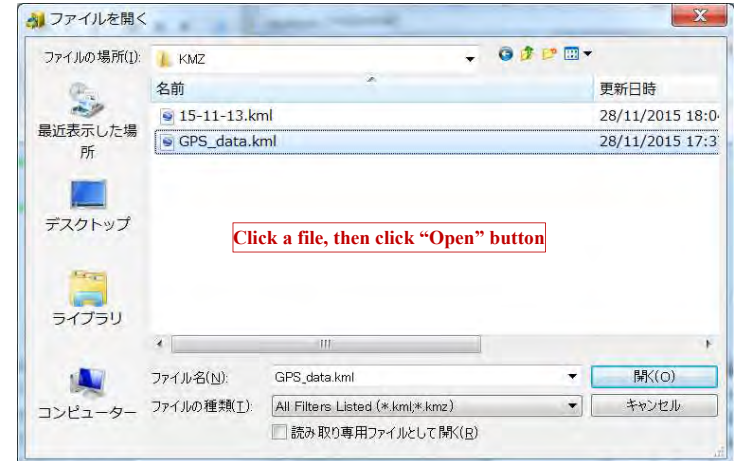 ファイルを開く
ファイルの場所(I):
KMZ
名前
更新日時
15-11-13.kml
28/11/2015 18:0
GPS_data.kml
28/11/2015 17:3
最近表示した場
所
デスクトップ
Click a file, then click “Open” button
ライブラリ
コンピューター
ファイル名(N):
GPS_data.kml
開く(O)
ファイルの種類(T):
All Filters Listed (*.kml;*.kmz)
キャンセル
読み取り専用ファイルとして開く(R)